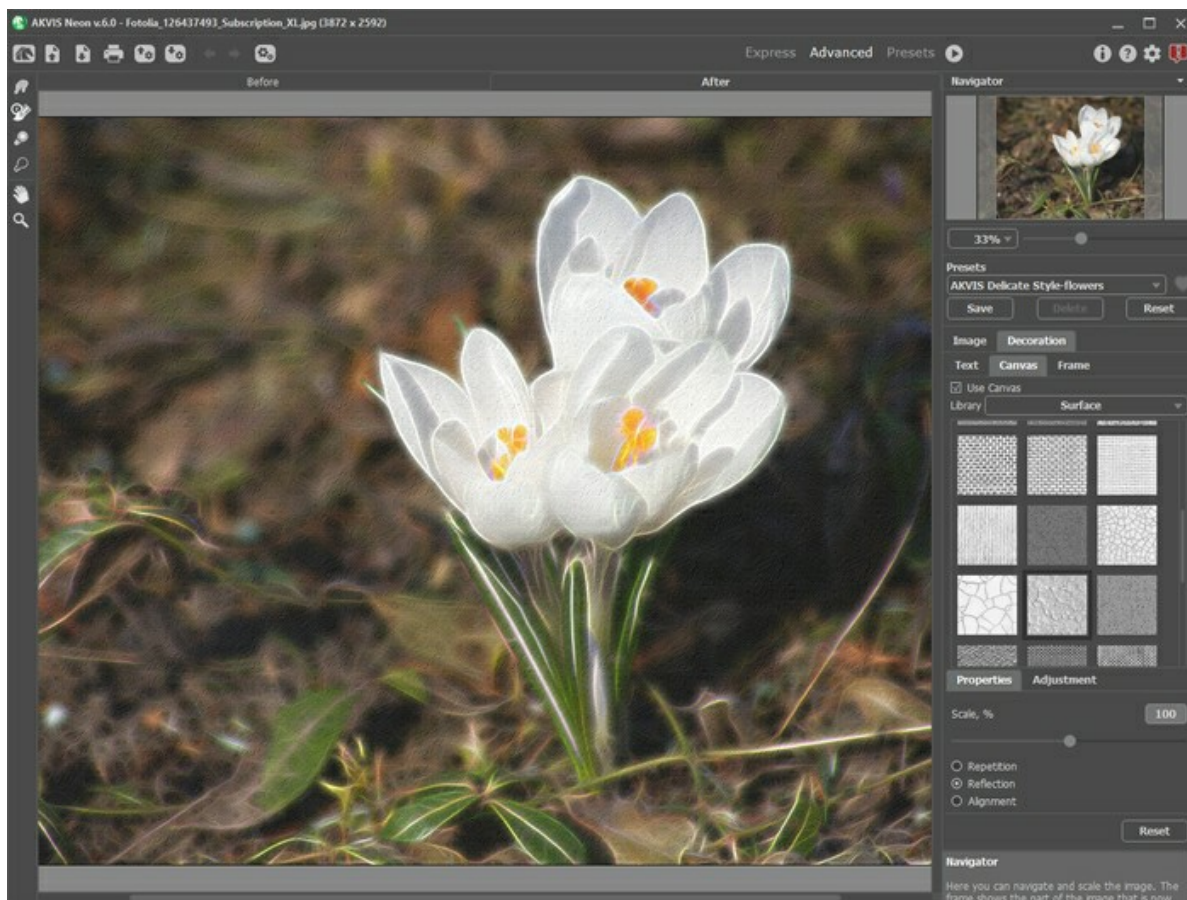 AKVIS Neon v.6.0 - Fotolia_126437493_Subscription_XL.jpg (3872 x 2592)
Express Advanced Presets
Before After
Navigator
33%
Presets
AKVIS Delicate Style-flowers
Save Delete Reset
Image Decoration
Text Canvas Frame
Use Canvas
Library Surface
Properties Adjustment
Scale, % 100
Repetition
Reflection
Alignment
Reset
Navigator
Here you can navigate and scale the image. The
frame shows the part of the image that is now